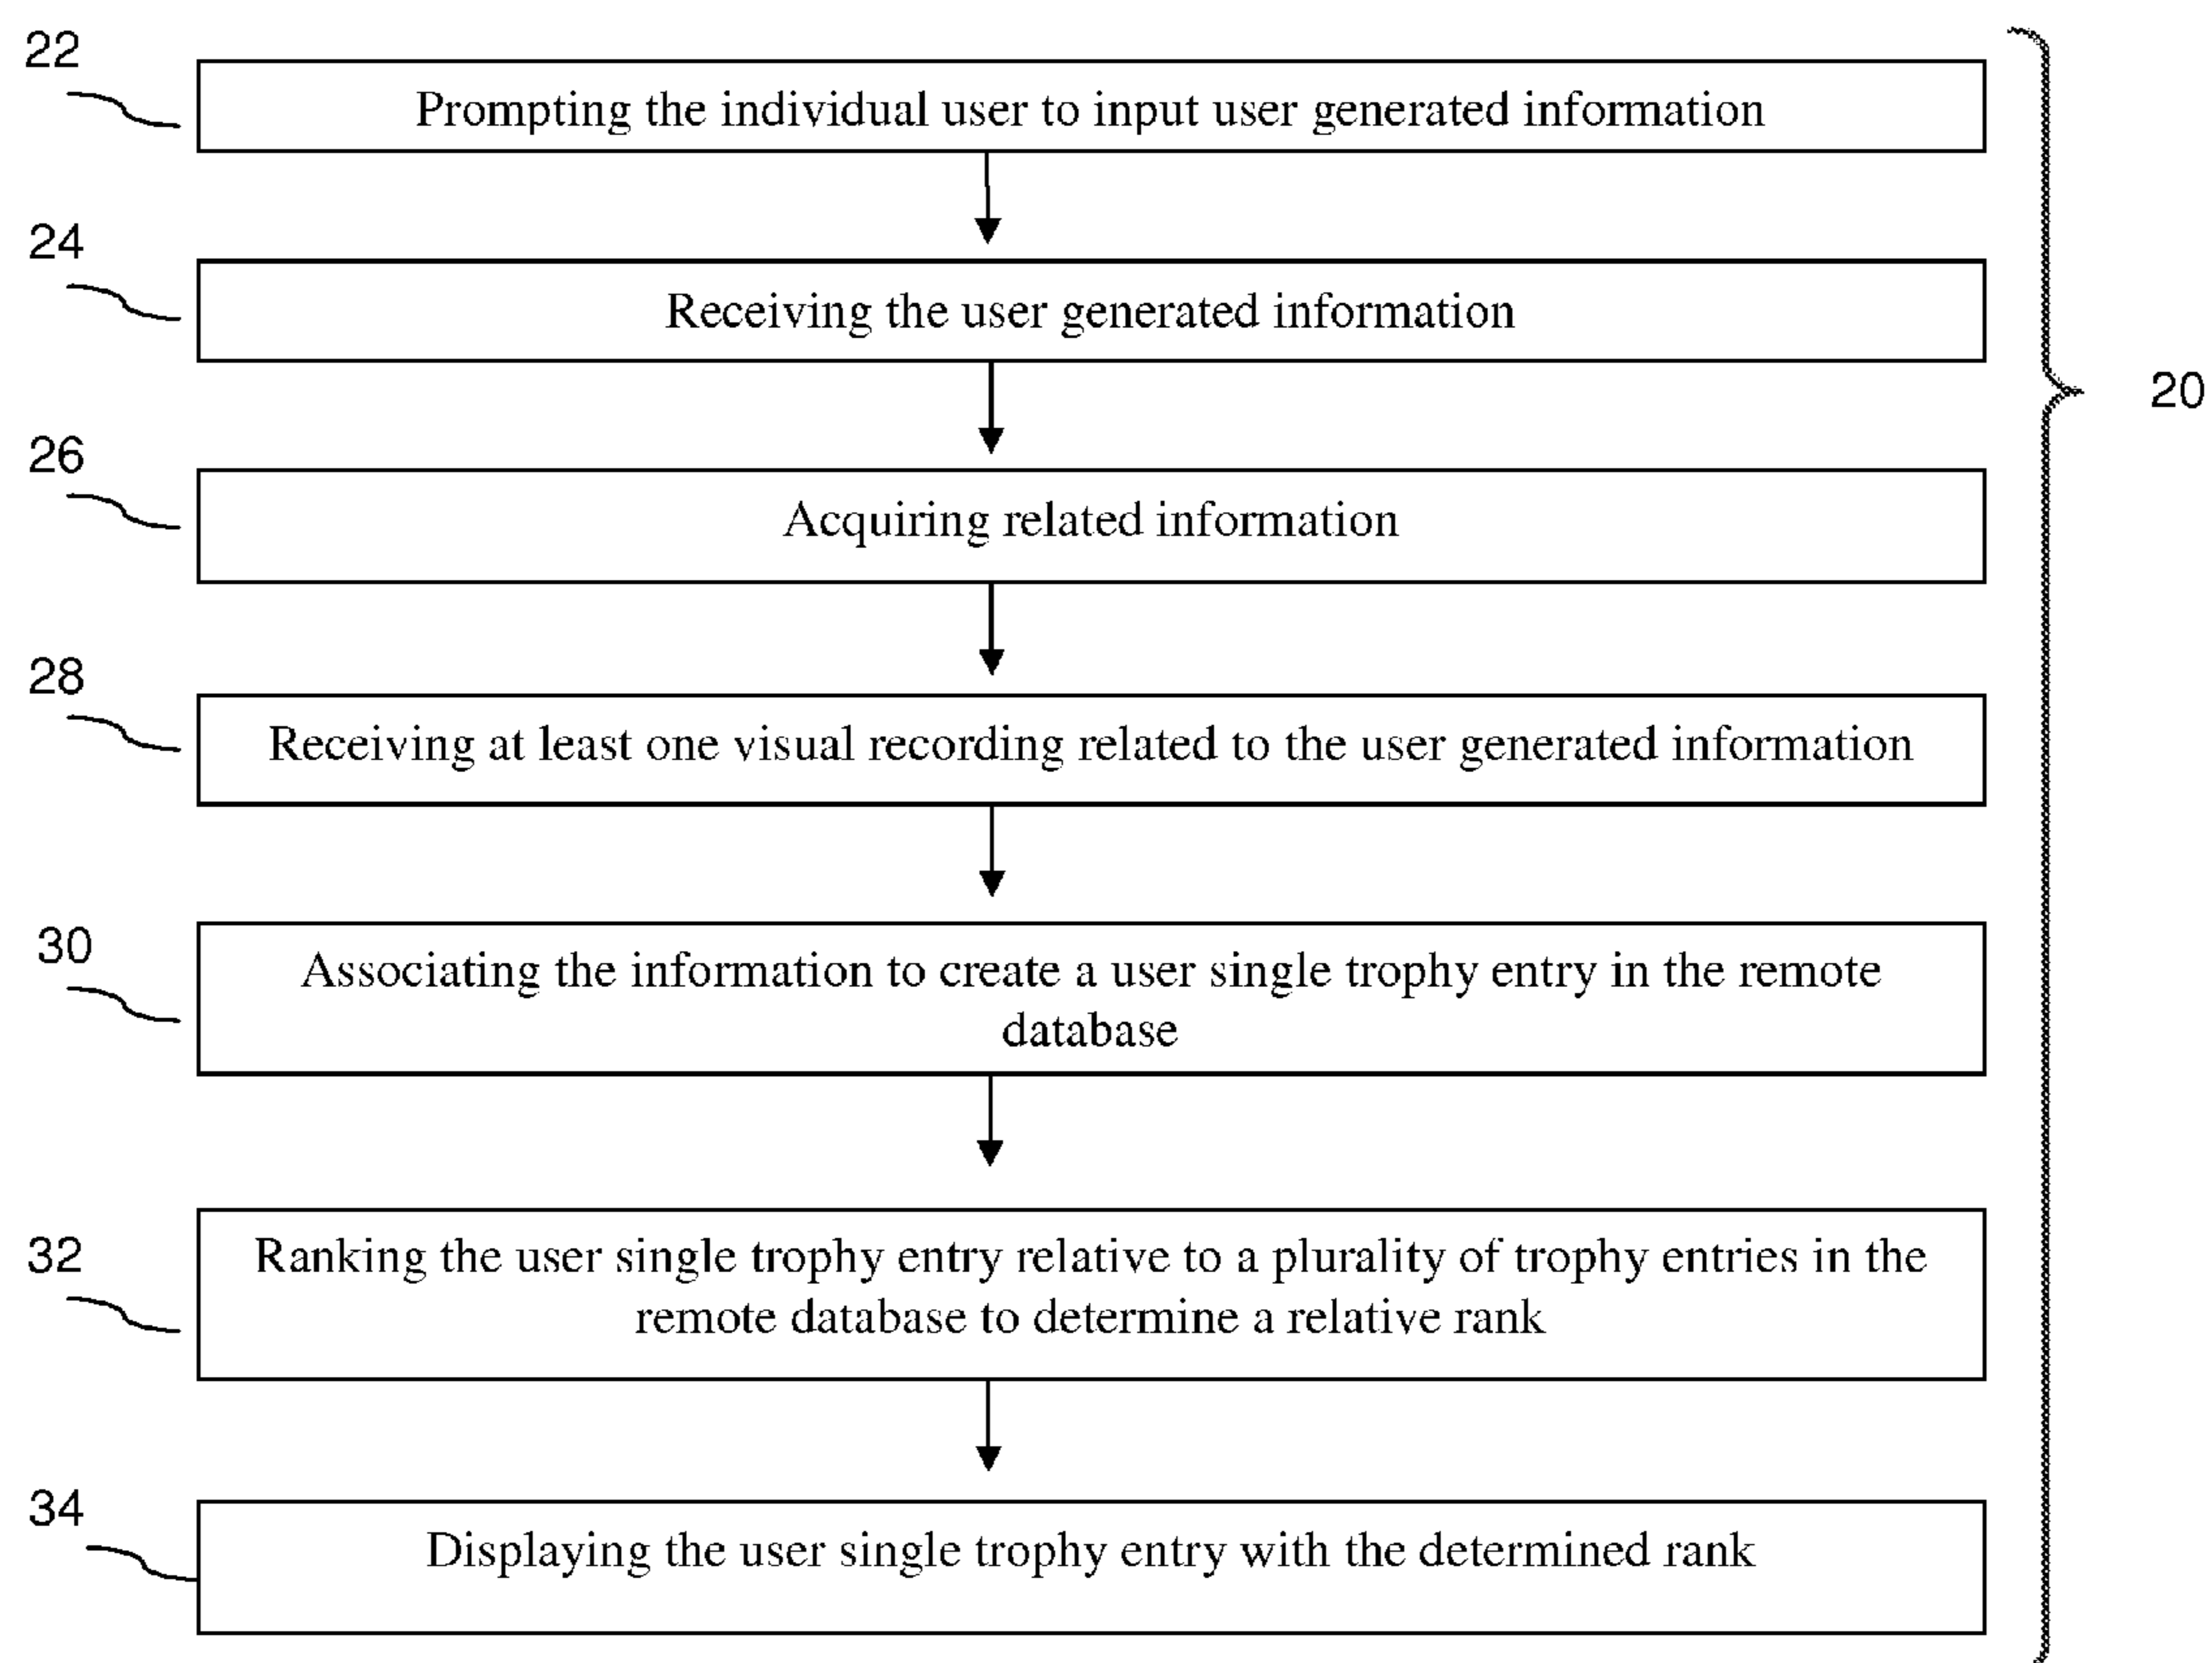 22
Prompting the individual user to input user generated information
24
Receiving the user generated information
20
26
Acquiring related information
28
Receiving at least one visual recording related to the user generated information
30
Associating the information to create a user single trophy entry in the remote
database
32
Ranking the user single trophy entry relative to a plurality of trophy entries in the
remote database to determine a relative rank
34
Displaying the user single trophy entry with the determined rank